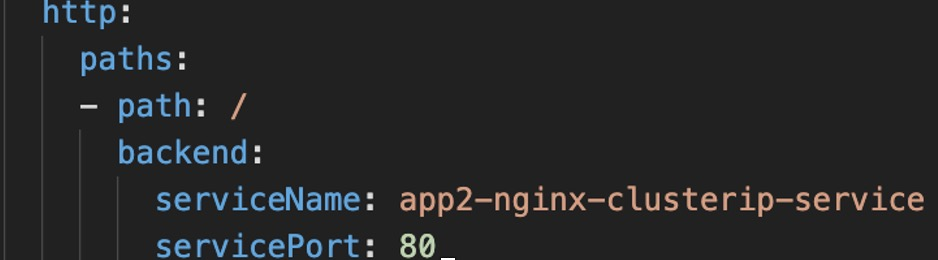 http:
paths:
- path: /
backend:
serviceName: app2-nginx-clusterip-service
servicePort: 80